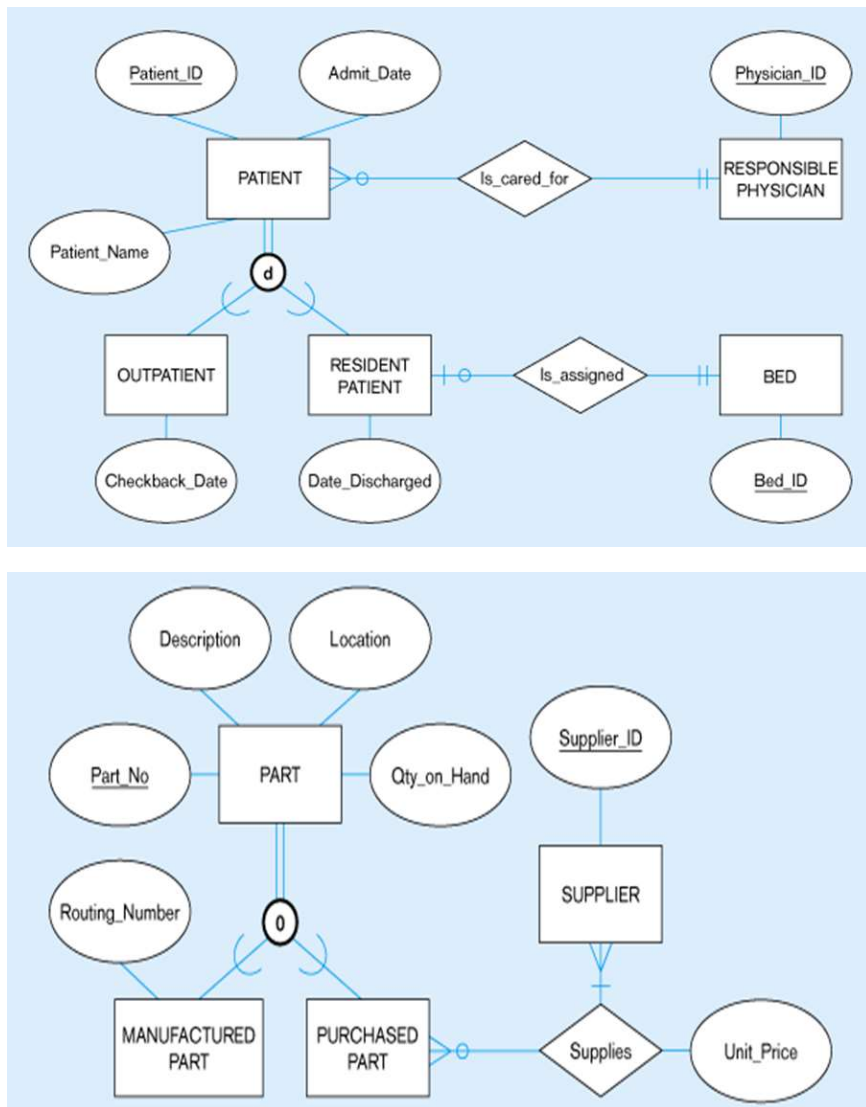 Patient_ID
Admit_Date
Physician_ID
PATIENT
Is_cared_for
RESPONSIBLE
PHYSICIAN
Patient_Name
d
OUTPATIENT
RESIDENT
PATIENT
Is_assigned
BED
Checkback_Date
Date_Discharged
Bed_ID
Description
Location
Supplier_ID
Part_No
PART
Qty_on_Hand
SUPPLIER
Routing_Number
0
MANUFACTURED
PART
PURCHASED
PART
Supplies
Unit_Price